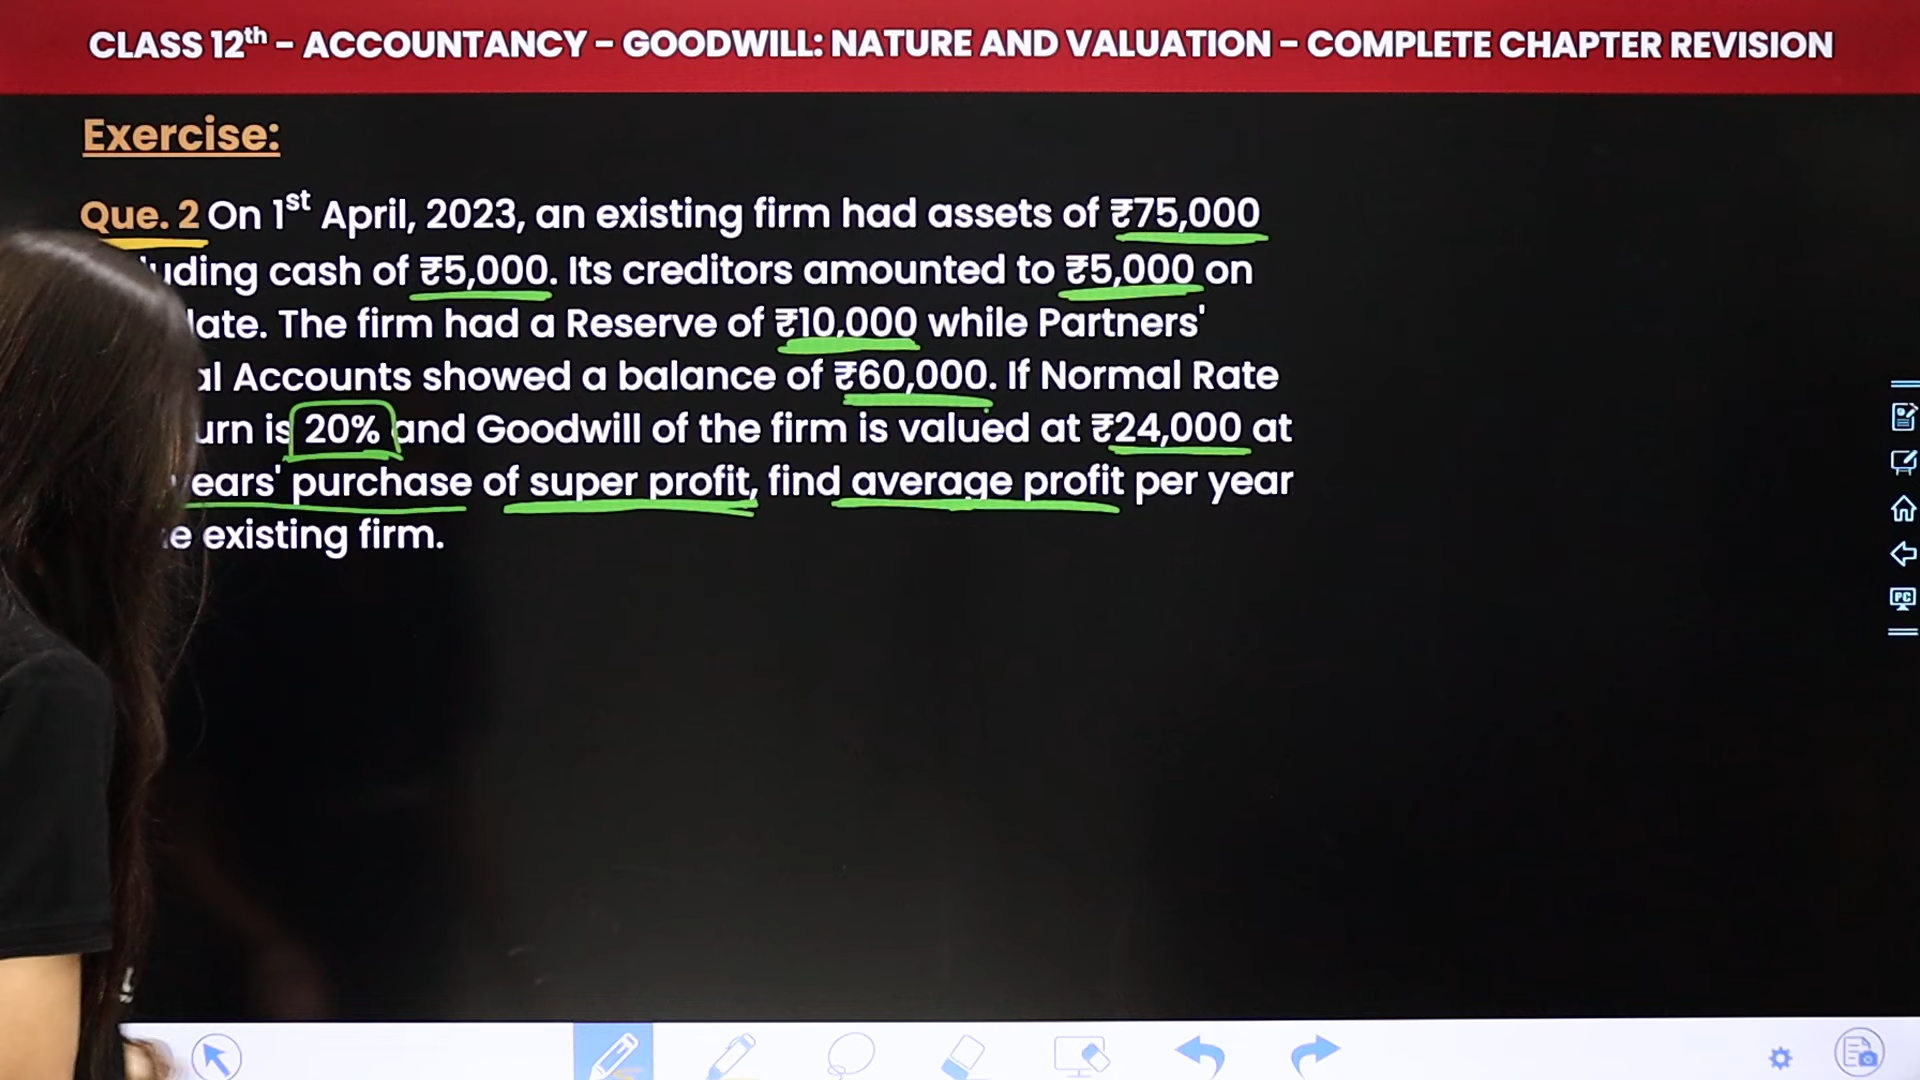 CLASS 12th - ACCOUNTANCY - GOODWILL: NATURE AND VALUATION - COMPLETE CHAPTER REVISION
Exercise:
Que. 2 On 1st April, 2023, an existing firm had assets of ₹75,000
uding cash of ₹5,000. Its creditors amounted to ₹5,000 on
late. The firm had a Reserve of ₹10,000 while Partners'
al Accounts showed a balance of ₹60,000. If Normal Rate
urn is 20% and Goodwill of the firm is valued at ₹24,000 at
ears' purchase of super profit, find average profit per year
e existing firm.
PC